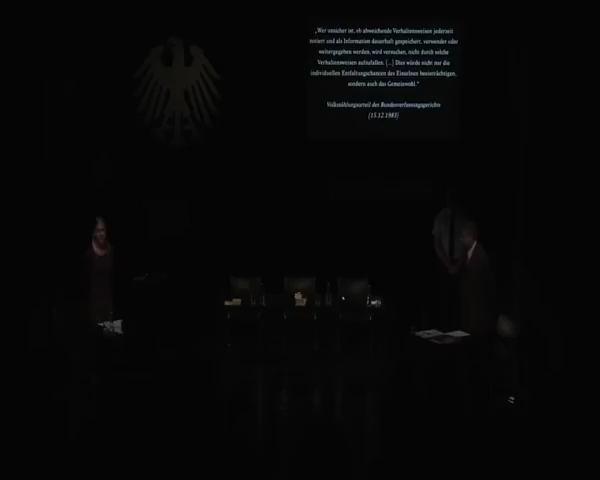 „Wer unsicher ist, ob abweichende Verhaltensweisen jederzeit
notiert und als Information dauerhaft gespeichert, verwendet oder
weitergegeben werden, wird versuchen, nicht durch solche
Verhaltensweisen aufzufallen. (...) Dies würde nicht nur die
individuellen Entfaltungschancen des Einzelnen beeinträchtigen,
sondern auch das Gemeinwohl."
Volkszählungsurteil des Bundesverfassungsgerichts
(15.12.1983)